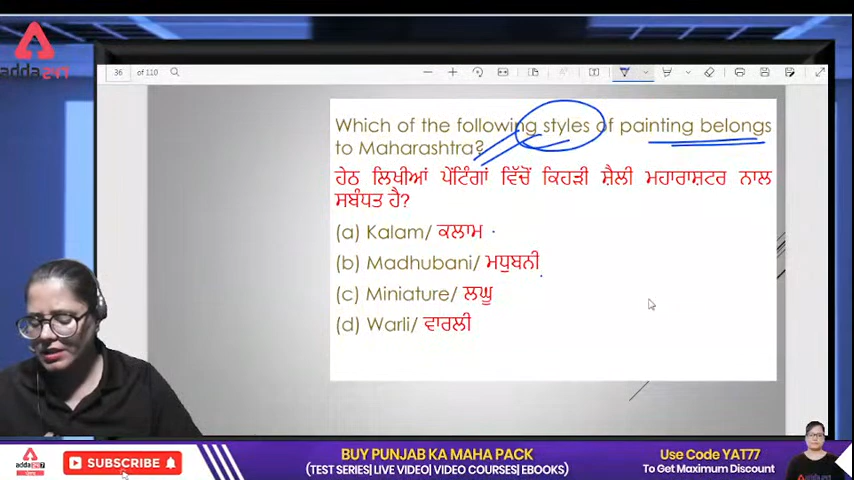 adda247
36 of 110
Which of the following styles of painting belongs
to Maharashtra?
ਹੇਠ ਲਿਖੀਆਂ ਪੇਂਟਿੰਗਾਂ ਵਿੱਚੋਂ ਕਿਹੜੀ ਸ਼ੈਲੀ ਮਹਾਰਾਸ਼ਟਰ ਨਾਲ
ਸਬੰਧਤ ਹੈ?
(a) Kalam/ ਕਲਾਮ
(b) Madhubani/ ਮਧੁਬਨੀ
(c) Miniature/ ਲਘੂ
(d) Warli/ ਵਾਰਲੀ
adda247
SUBSCRIBE
BUY PUNJAB KA MAHA PACK
(TEST SERIES| LIVE VIDEO| VIDEO COURSES| EBOOKS)
Use Code YAT77
To Get Maximum Discount